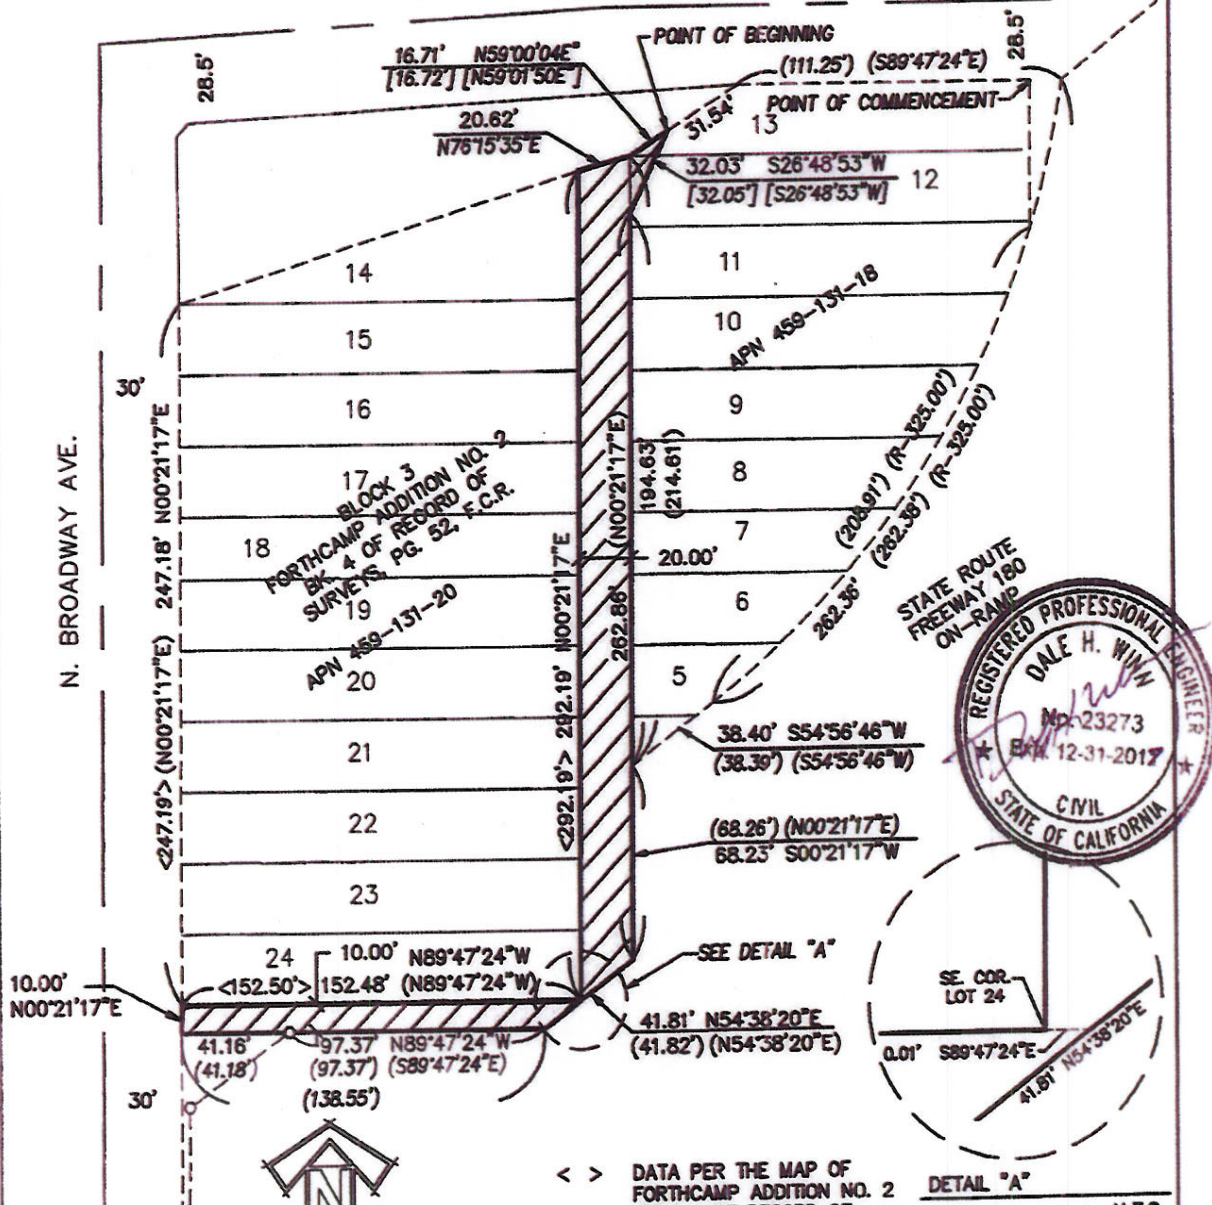 28.5'
28.5'
16.71' N59°00'04E"
[16.72'] [N59°01'50E"]
POINT OF BEGINNING
(111.25') (S89°47'24"E)
POINT OF COMMENCEMENT
20.62'
N76°15'35"E
31.54'
13
32.03' S26°48'53"W
[32.05'] [S26°48'53"W]
12
14
11
15
10
APN 459-131-18
30'
16
9
N. BROADWAY AVE.
<247.19'> (N00°21'17"E) 247.18' N00°21'17"E
17
BLOCK 3
FORTHCAMP ADDITION NO. 2
BK. 4 OF RECORD OF
SURVEYS, PG. 52, F.C.R.
APN 459-131-20
18
19
20
21
22
23
24
<292.19'> 292.19' N00°21'17"E
262.86' (N00°21'17"E)
194.63'
(214.61')
8
7
20.00'
6
5
(208.91') (R=325.00')
262.36' (262.38') (R=325.00')
STATE ROUTE
FREEWAY 180
ON-RAMP
REGISTERED PROFESSIONAL ENGINEER
DALE H. WINN
No. 23273
Exp. 12-31-2017
CIVIL
STATE OF CALIFORNIA
38.40' S54°56'46"W
(38.39') (S54°56'46"W)
(68.26') (N00°21'17"E)
68.23' S00°21'17"W
10.00' N89°47'24"W
<152.50'> 152.48' (N89°47'24"W)
SEE DETAIL "A"
10.00'
N00°21'17"E
41.81' N54°38'20"E
(41.82') (N54°38'20"E)
41.16'
(41.18')
97.37' N89°47'24"W
(97.37') (S89°47'24"E)
(138.55')
30'
SE. COR.
LOT 24
0.01' S89°47'24"E
41.81' N54°38'20"E
N
< > DATA PER THE MAP OF
FORTHCAMP ADDITION NO. 2
DETAIL "A"